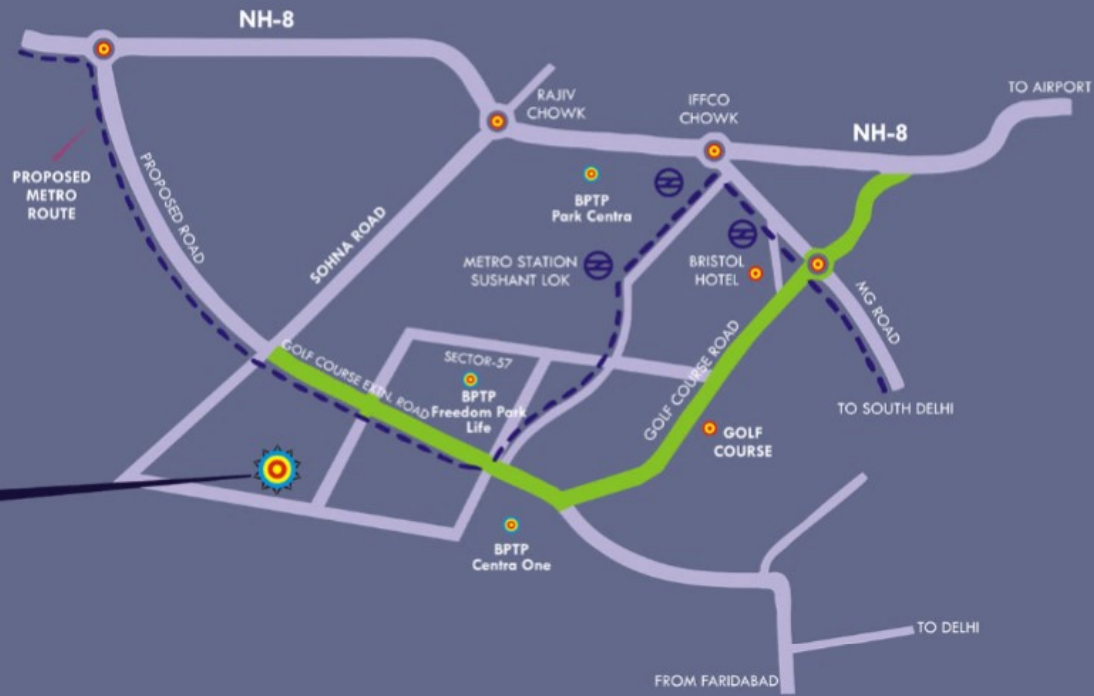 NH-8
TO AIRPORT
RAJIV
CHOWK
IFFCO
CHOWK
NH-8
PROPOSED
METRO
ROUTE
PROPOSED ROAD
SOHNA ROAD
BPTP
Park Centra
METRO STATION
SUSHANT LOK
BRISTOL
HOTEL
MG ROAD
GOLF COURSE EXTN. ROAD
SECTOR-57
BPTP
Freedom Park
Life
GOLF COURSE ROAD
TO SOUTH DELHI
GOLF
COURSE
BPTP
Centra One
TO DELHI
FROM FARIDABAD